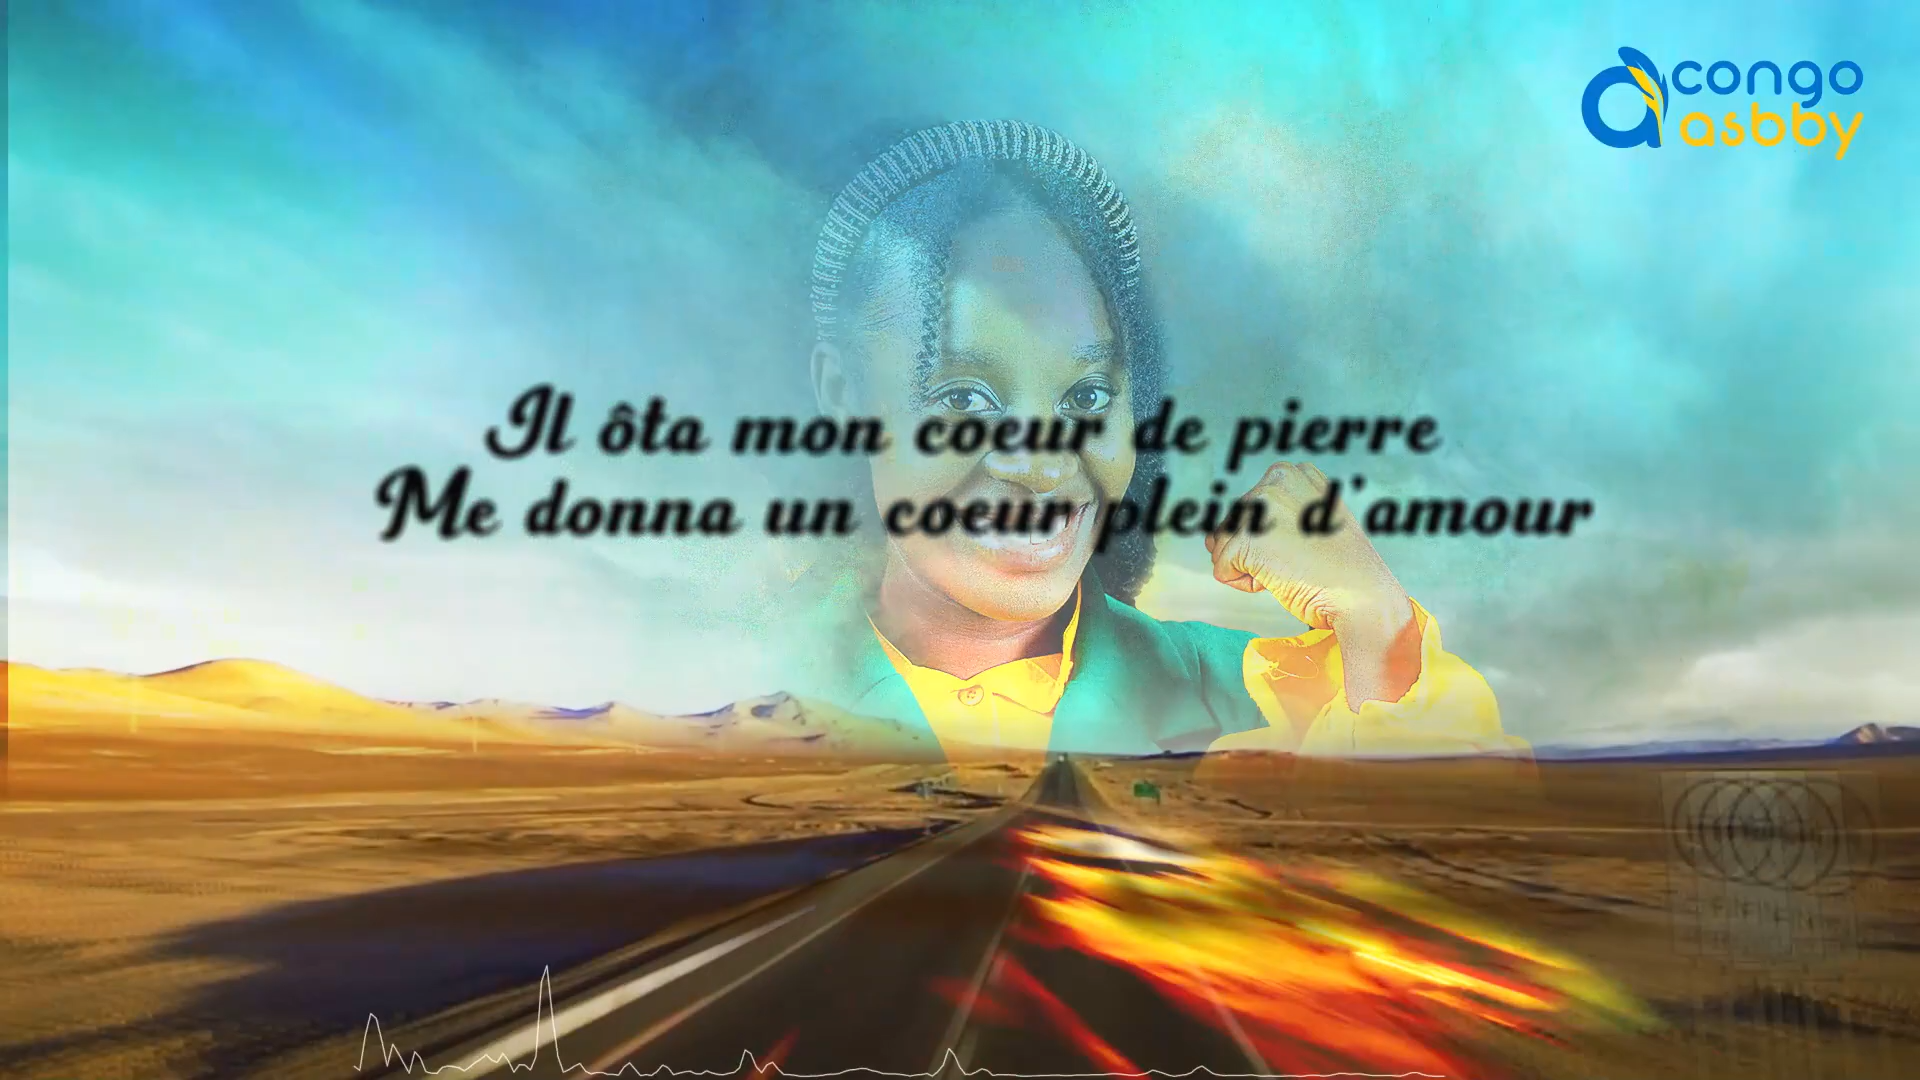 congo
asbby
Il ôta mon coeur de pierre
Me donna un coeur plein d'amour